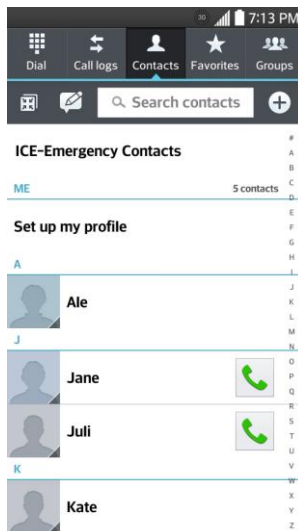 7:13 PM
Dial Call logs Contacts Favorites Groups
Search contacts
ICE-Emergency Contacts
ME 5 contacts
Set up my profile
A
Ale
J
Jane
Juli
K
Kate
#
A
B
C
D
E
F
G
H
I
J
K
L
M
N
O
P
Q
R
S
T
U
V
W
X
Y
Z